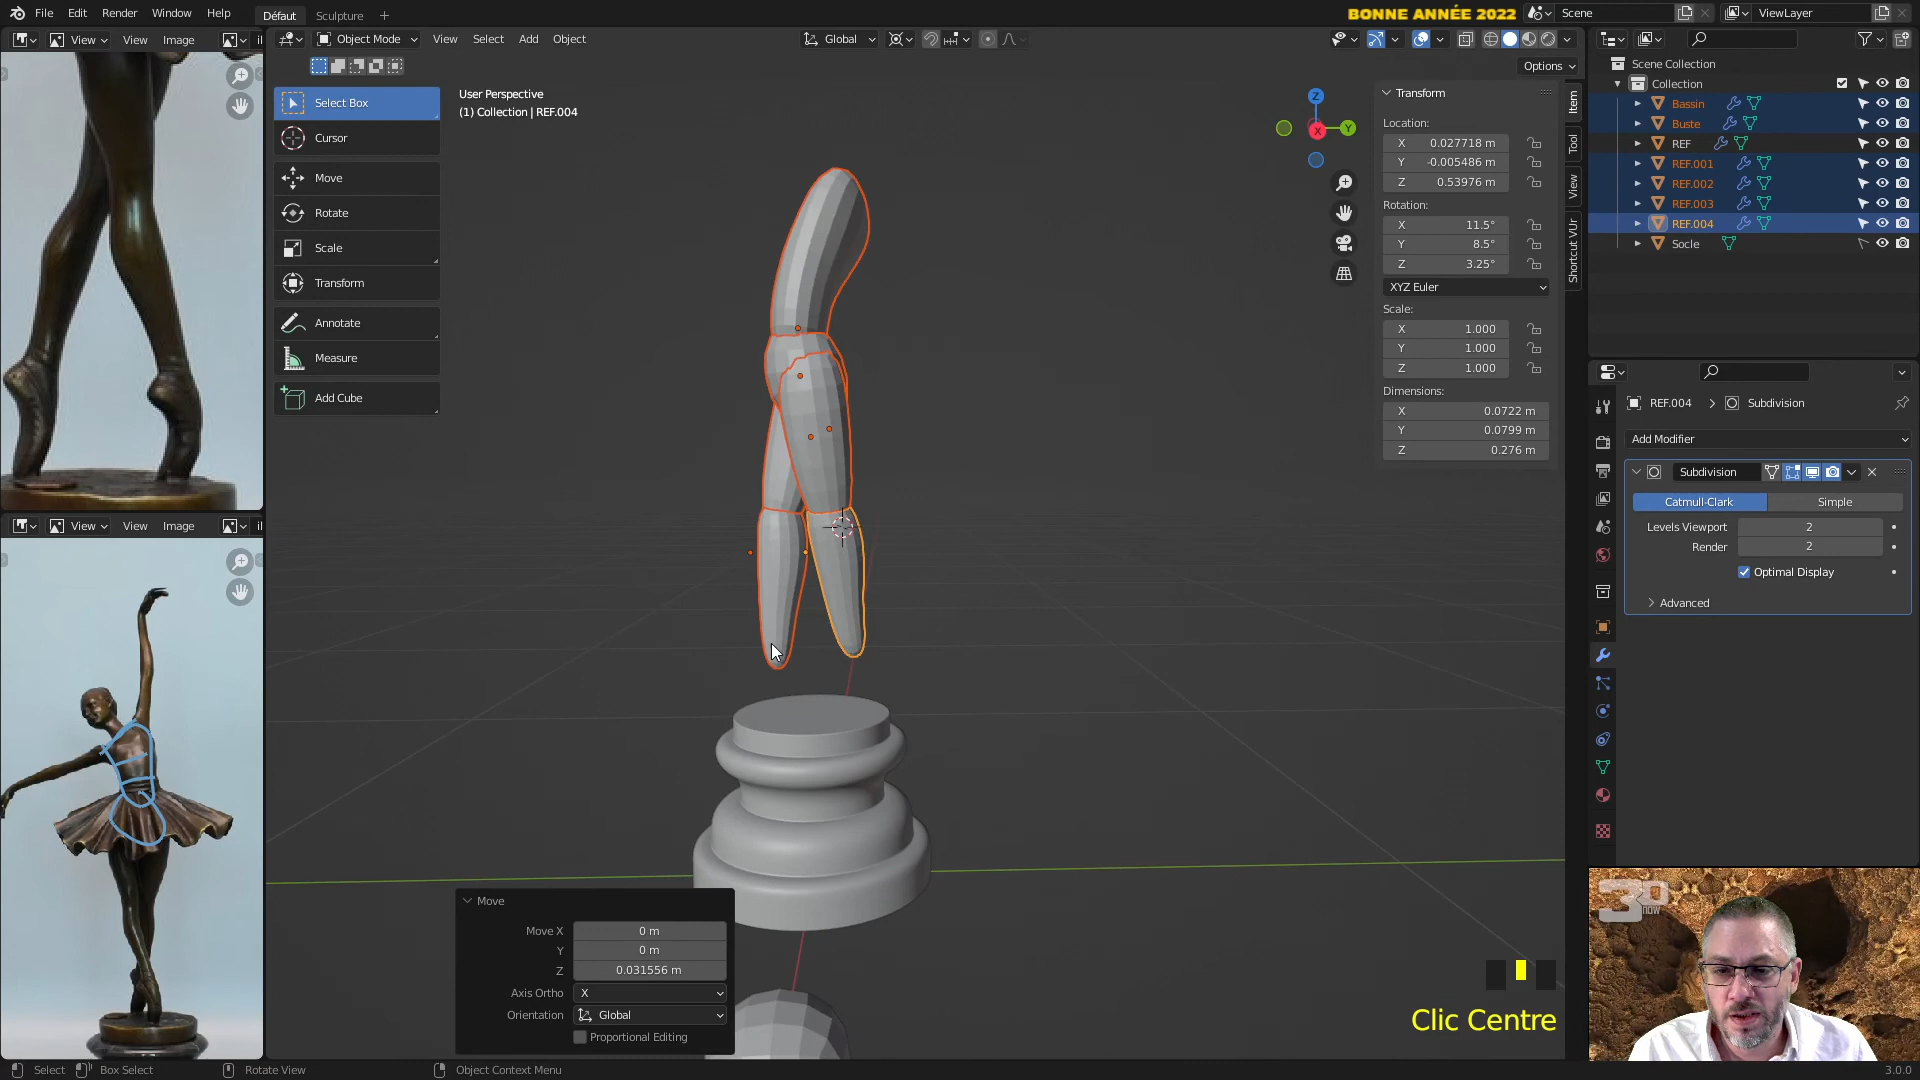 File Edit Render Window Help Défaut Sculpture +
BONNE ANNÉE 2022 Scene ViewLayer
View View Image
Object Mode View Select Add Object Global
Options
Select Box
Cursor
Move
Rotate
Scale
Transform
Annotate
Measure
Add Cube
User Perspective
(1) Collection | REF.004
Z
Y
X
Transform
Location:
X 0.027718 m
Y -0.005486 m
Z 0.53976 m
Rotation:
X 11.5°
Y 8.5°
Z 3.25°
XYZ Euler
Scale:
X 1.000
Y 1.000
Z 1.000
Dimensions:
X 0.0722 m
Y 0.0799 m
Z 0.276 m
Item
Tool
View
Shortcut VUr
Scene Collection
Collection
Bassin
Buste
REF
REF.001
REF.002
REF.003
REF.004
Socle
REF.004 > Subdivision
Add Modifier
Subdivision
Catmull-Clark Simple
Levels Viewport 2
Render 2
Optimal Display
Advanced
View View Image
Move
Move X 0 m
Y 0 m
Z 0.031556 m
Axis Ortho X
Orientation Global
Proportional Editing
Clic Centre
3D
now
Select Box Select Rotate View Object Context Menu 3.0.0